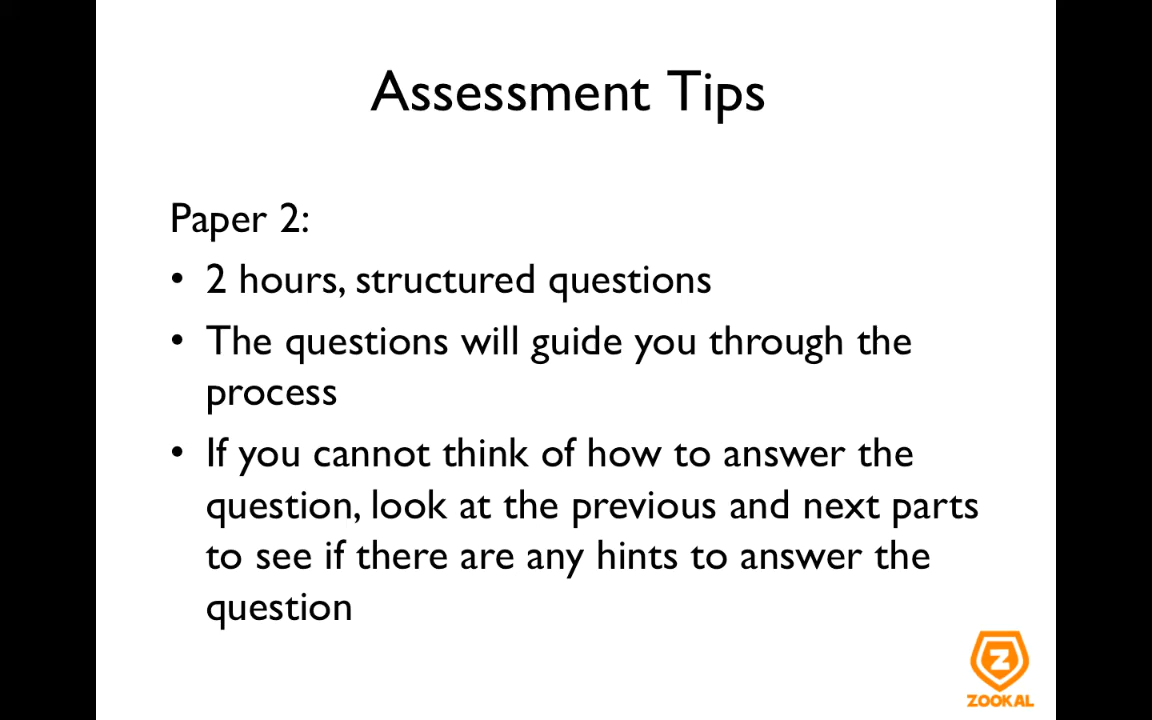 Assessment Tips
Paper 2:
• 2 hours, structured questions
• The questions will guide you through the
process
• If you cannot think of how to answer the
question, look at the previous and next parts
to see if there are any hints to answer the
question
Z
ZOOKAL